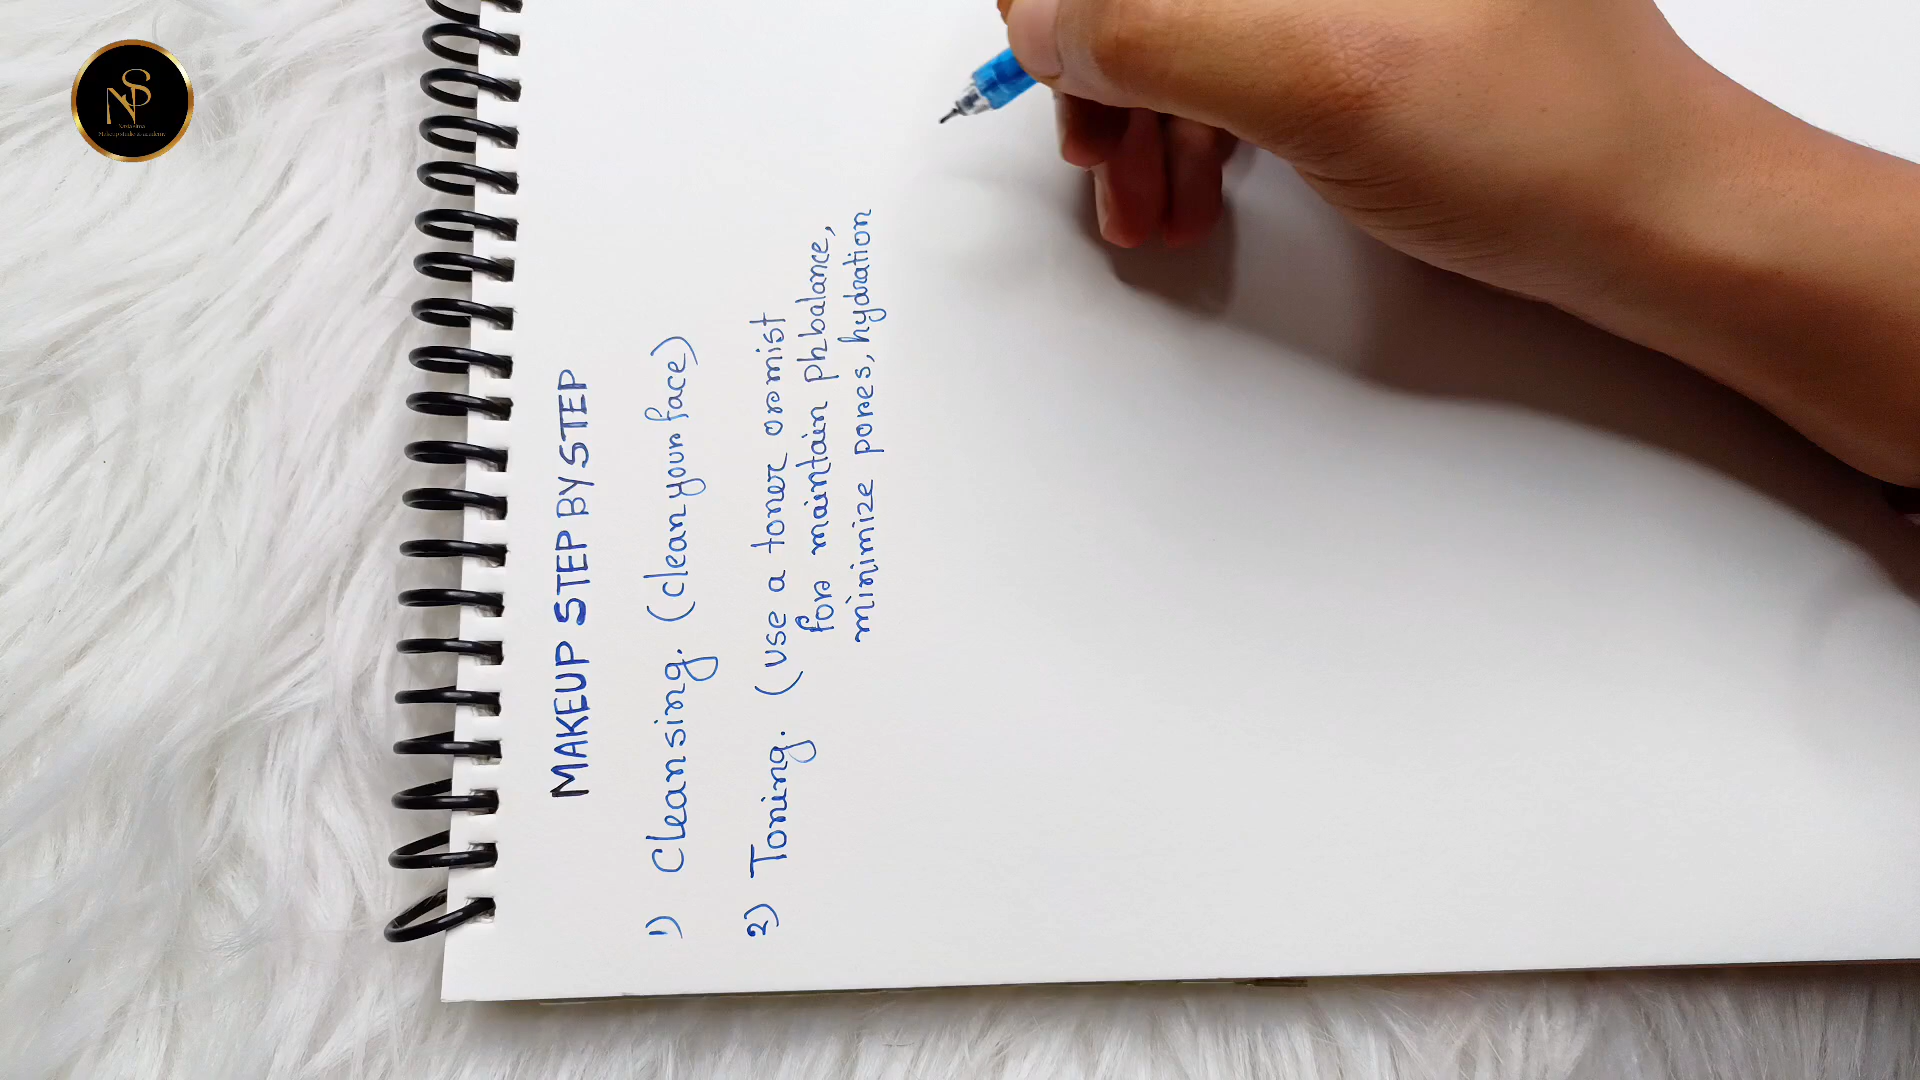 NS
MAKEUP STEP BY STEP
1) Cleansing. (clean your face)
2) Toning. (use a toner or mist
for maintain ph balance,
minimize pores, hydration